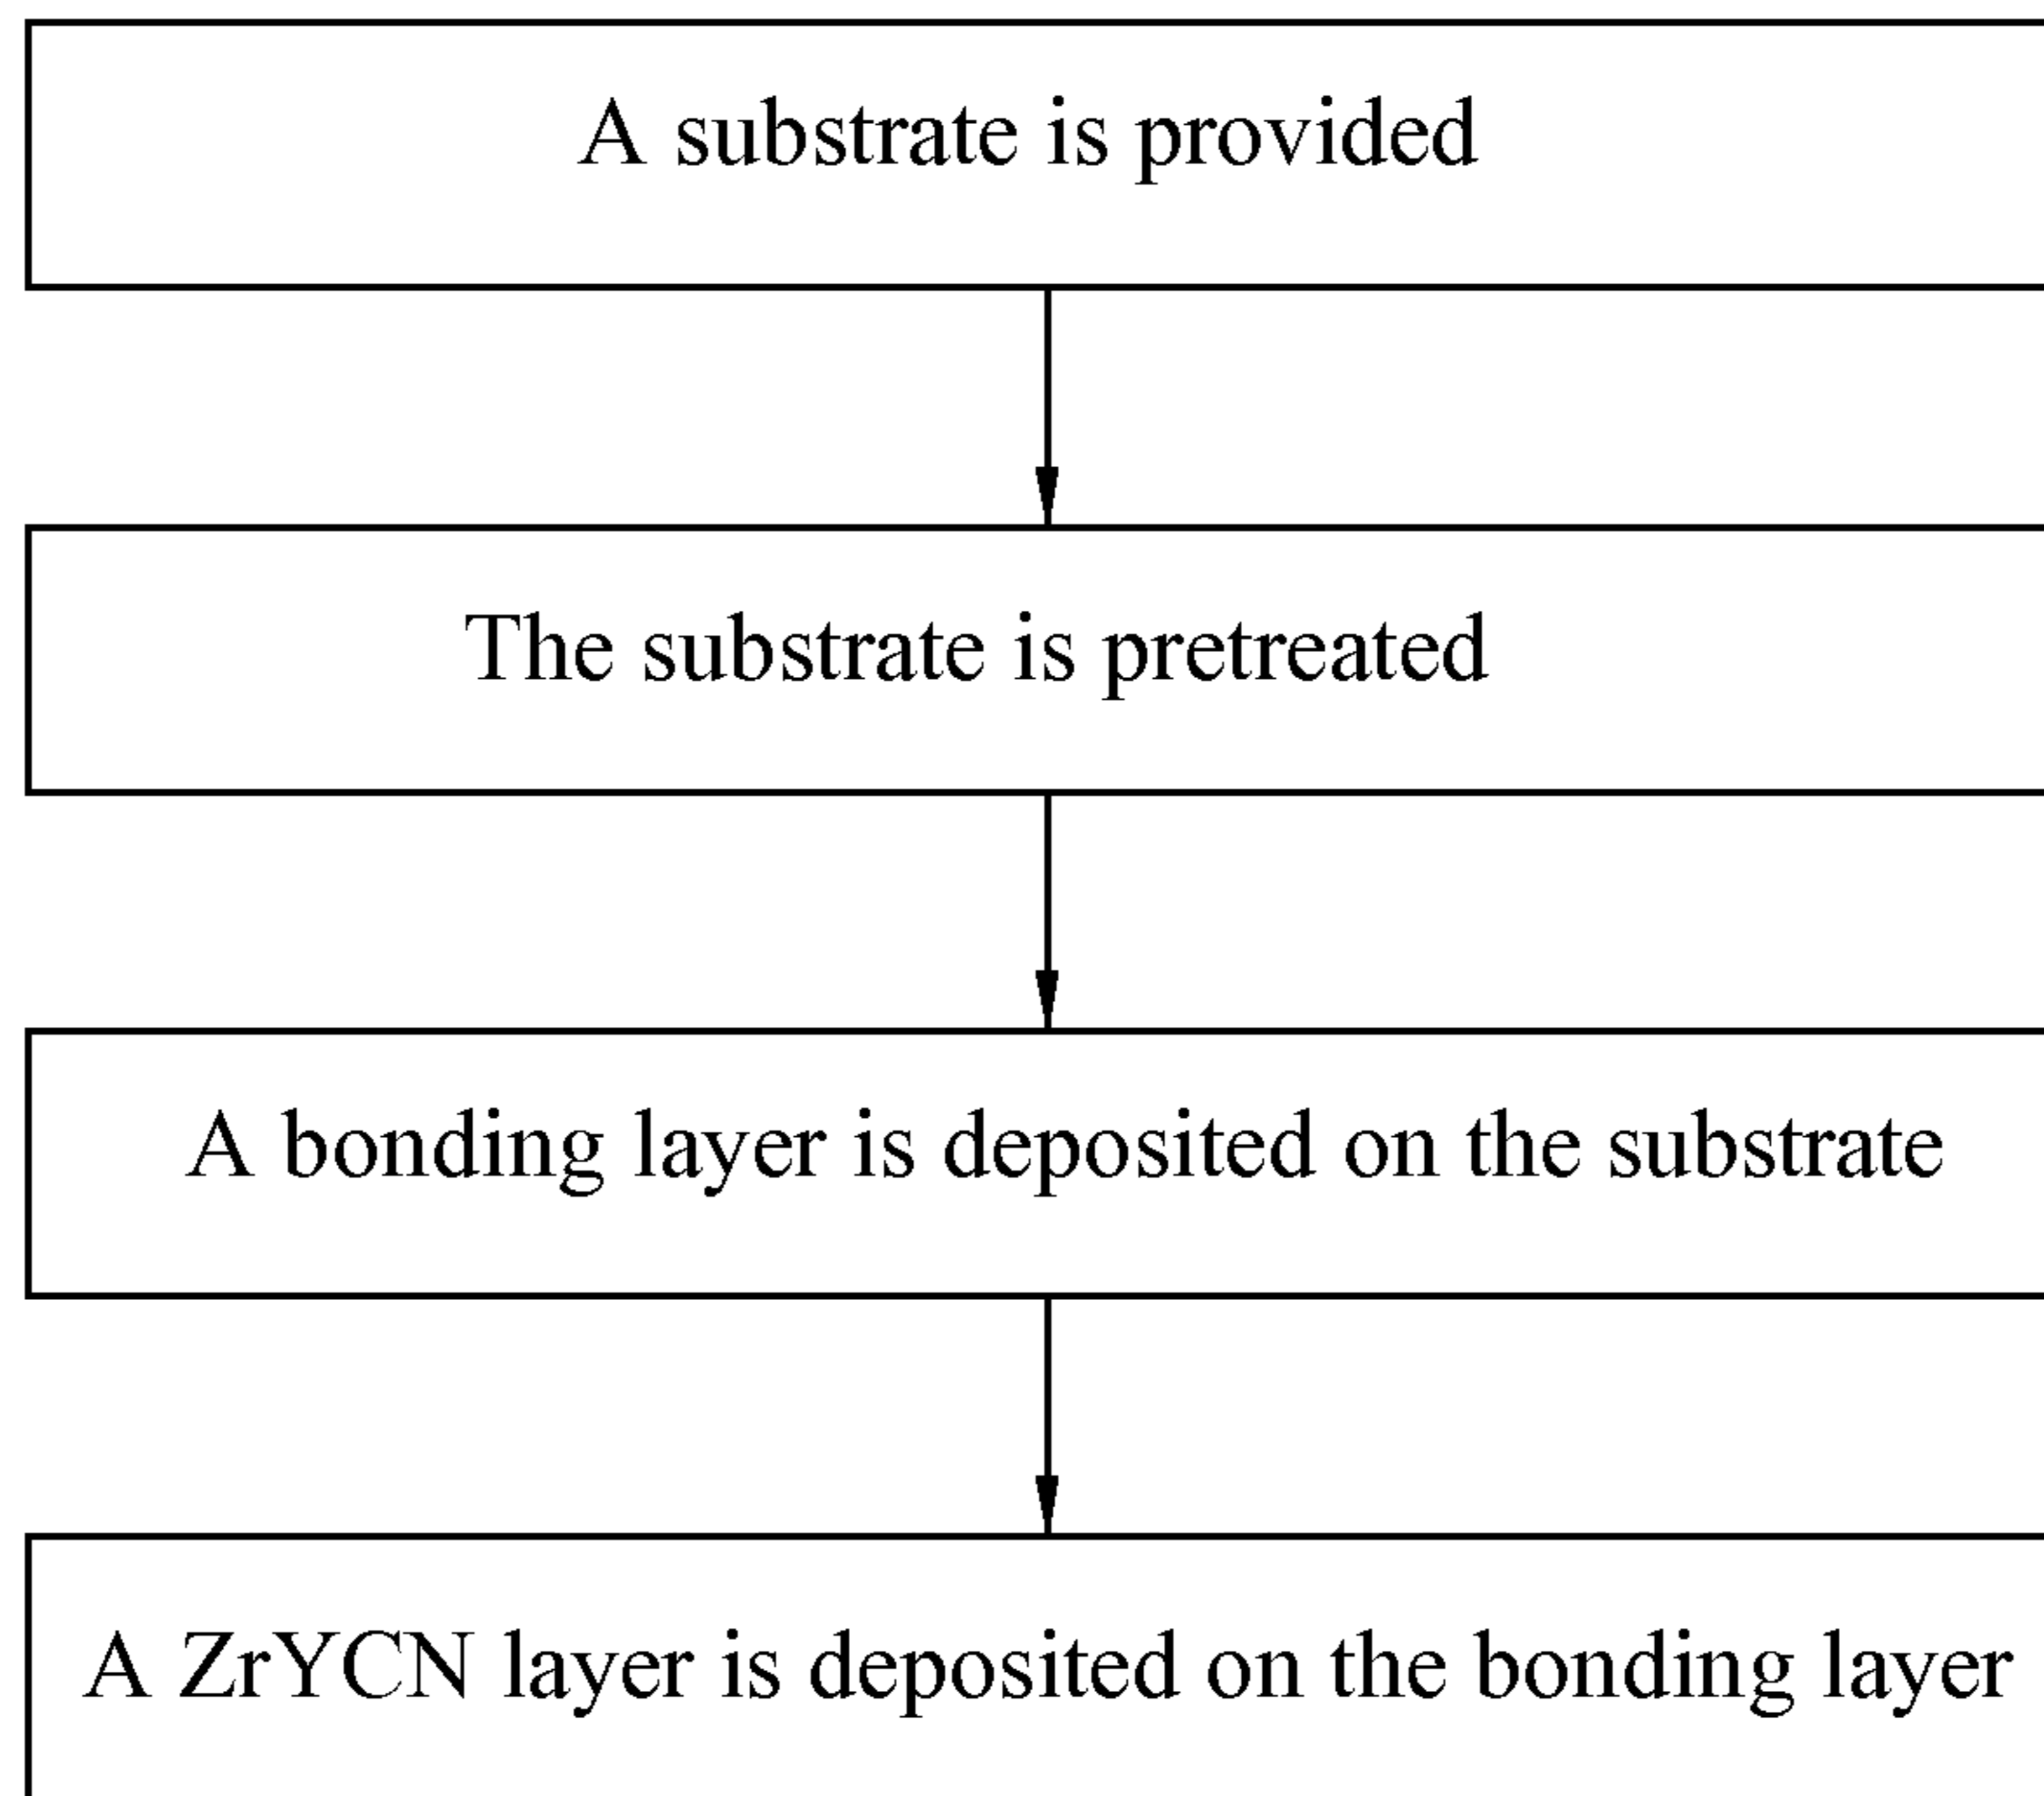 A substrate is provided
The substrate is pretreated
A bonding layer is deposited on the substrate
A ZrYCN layer is deposited on the bonding layer